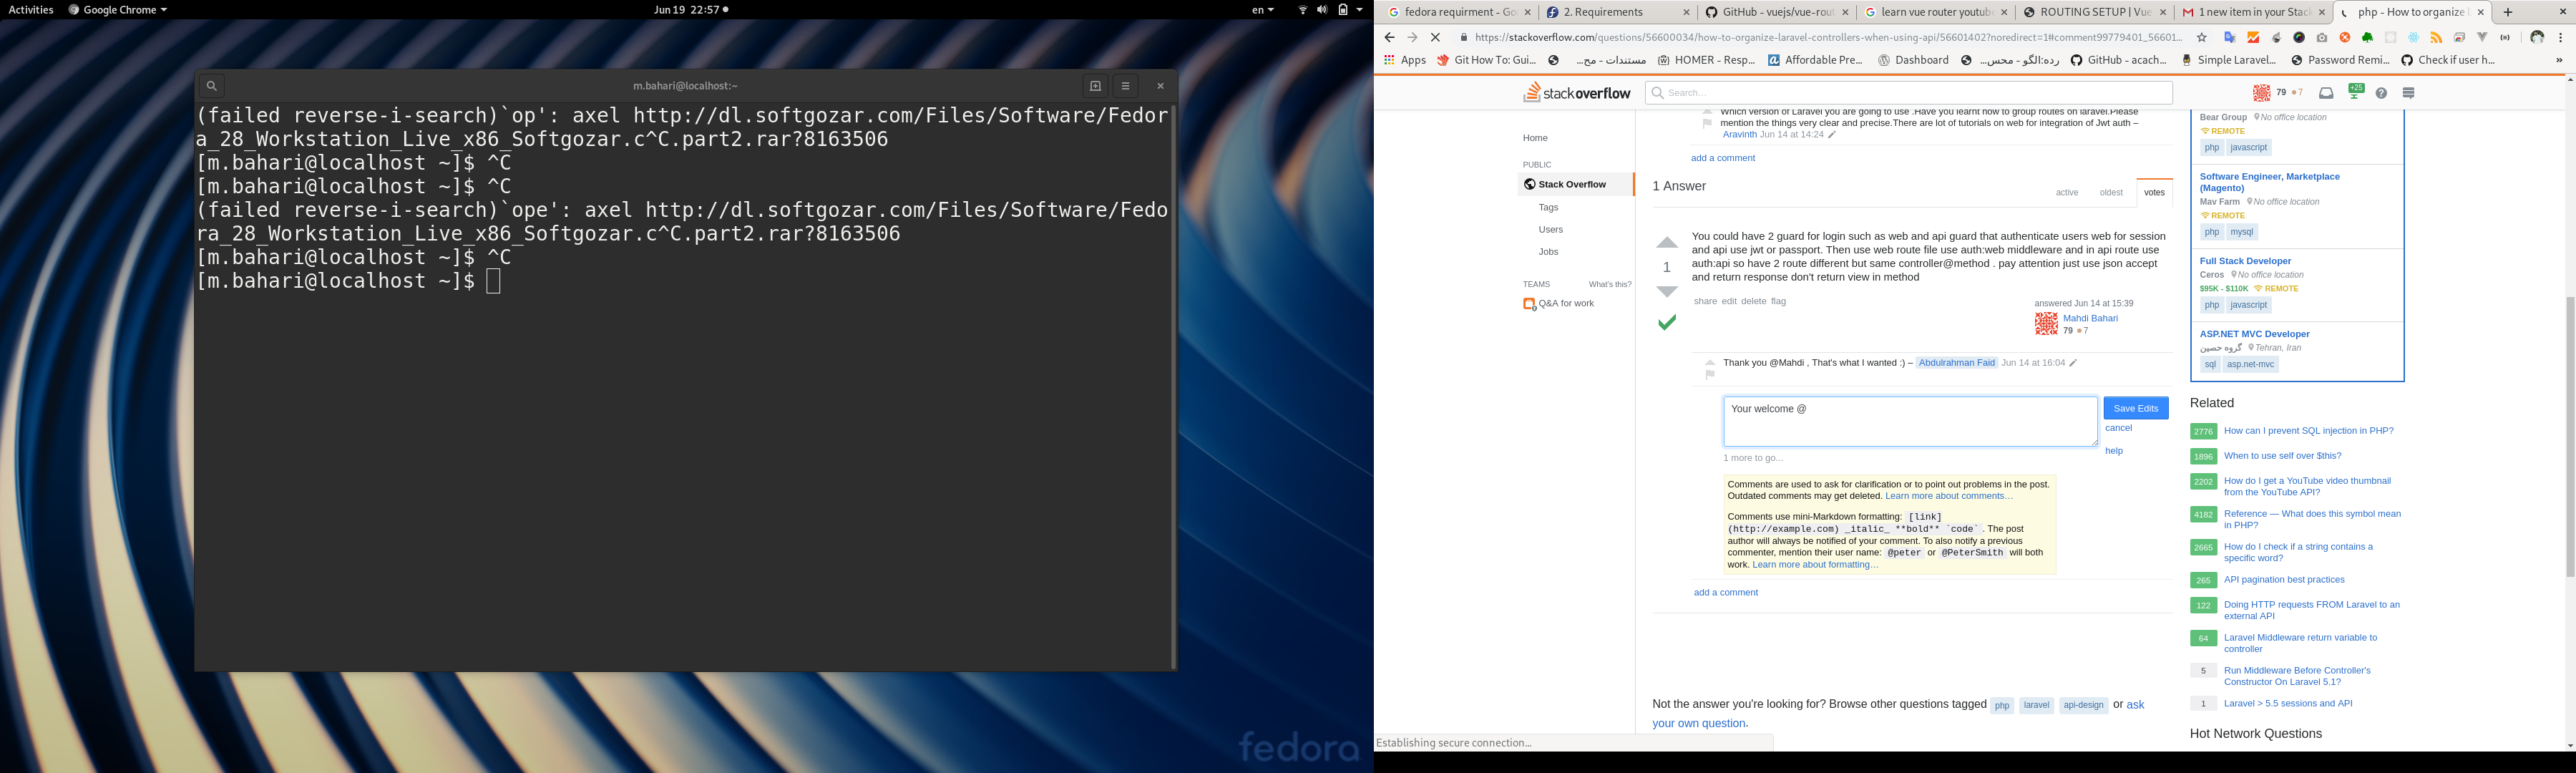 Activities Google Chrome Jun 19 22:57 en
m.bahari@localhost:~
(failed reverse-i-search)`op': axel http://dl.softgozar.com/Files/Software/Fedor
a_28_Workstation_Live_x86_Softgozar.c^C.part2.rar?8163506
[m.bahari@localhost ~]$ ^C
[m.bahari@localhost ~]$ ^C
(failed reverse-i-search)`ope': axel http://dl.softgozar.com/Files/Software/Fedo
ra_28_Workstation_Live_x86_Softgozar.c^C.part2.rar?8163506
[m.bahari@localhost ~]$ ^C
[m.bahari@localhost ~]$
fedora
fedora requirment - Go
2. Requirements
GitHub - vuejs/vue-rout
learn vue router youtube
ROUTING SETUP | Vue
1 new item in your Stack
php - How to organize l
https://stackoverflow.com/questions/56600034/how-to-organize-laravel-controllers-when-using-api/56601402?noredirect=1#comment99779401_56601...
Apps
Git How To: Gui...
مستندات - مح...
HOMER - Resp...
Affordable Pre...
Dashboard
رده:الگو - محس...
GitHub - acach...
Simple Laravel...
Password Remi...
Check if user h...
»
stackoverflow
Search...
79 7
+25
Home
PUBLIC
Stack Overflow
Tags
Users
Jobs
TEAMS What's this?
Q&A for work
Which version of Laravel you are going to use .Have you learnt how to group routes on laravel.Please
mention the things very clear and precise.There are lot of tutorials on web for integration of Jwt auth –
Aravinth Jun 14 at 14:24
add a comment
1 Answer
active oldest votes
1
You could have 2 guard for login such as web and api guard that authenticate users web for session
and api use jwt or passport. Then use web route file use auth:web middleware and in api route use
auth:api so have 2 route different but same controller@method . pay attention just use json accept
and return response don't return view in method
share edit delete flag
answered Jun 14 at 15:39
Mahdi Bahari
79 7
Thank you @Mahdi , That's what I wanted :) – Abdulrahman Faid Jun 14 at 16:04
Your welcome @
Save Edits
cancel
help
1 more to go...
Comments are used to ask for clarification or to point out problems in the post.
Outdated comments may get deleted. Learn more about comments…
Comments use mini-Markdown formatting: [link]
(http://example.com) _italic_ **bold** `code`. The post
author will always be notified of your comment. To also notify a previous
commenter, mention their user name: @peter or @PeterSmith will both
work. Learn more about formatting…
add a comment
Not the answer you're looking for? Browse other questions tagged php laravel api-design or ask
your own question.
Establishing secure connection...
Bear Group No office location
REMOTE
php javascript
Software Engineer, Marketplace
(Magento)
Mav Farm No office location
REMOTE
php mysql
Full Stack Developer
Ceros No office location
$95K - $110K REMOTE
php javascript
ASP.NET MVC Developer
گروه حصین Tehran, Iran
sql asp.net-mvc
Related
2776 How can I prevent SQL injection in PHP?
1896 When to use self over $this?
2202 How do I get a YouTube video thumbnail
from the YouTube API?
4182 Reference — What does this symbol mean
in PHP?
2665 How do I check if a string contains a
specific word?
265 API pagination best practices
122 Doing HTTP requests FROM Laravel to an
external API
64 Laravel Middleware return variable to
controller
5 Run Middleware Before Controller's
Constructor On Laravel 5.1?
1 Laravel > 5.5 sessions and API
Hot Network Questions